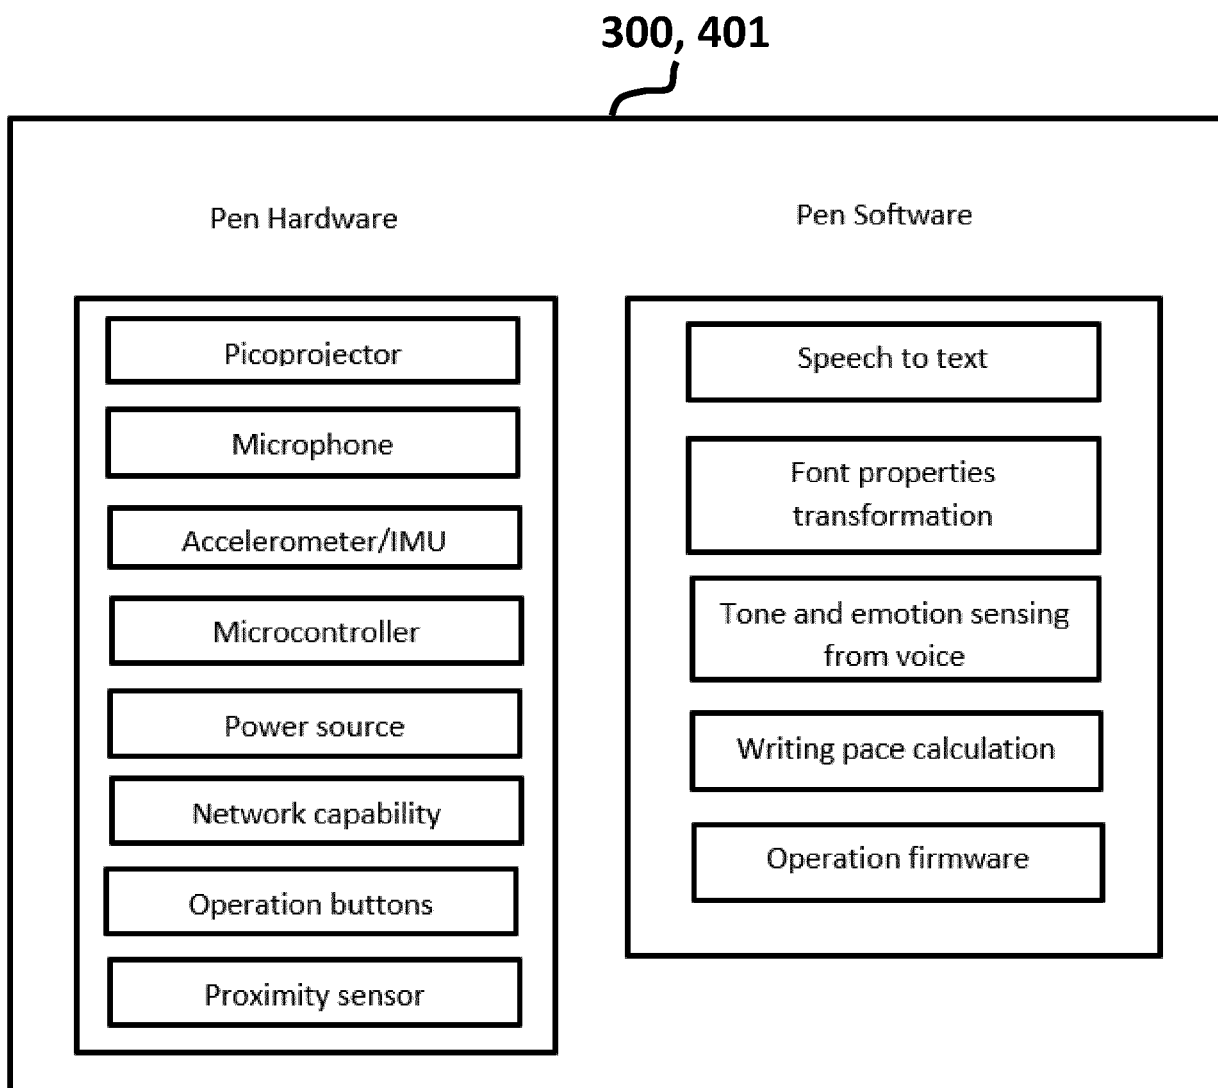 300, 401
Pen Hardware
Picoprojector
Microphone
Accelerometer/IMU
Microcontroller
Power source
Network capability
Operation buttons
Proximity sensor
Pen Software
Speech to text
Font properties
transformation
Tone and emotion sensing
from voice
Writing pace calculation
Operation firmware